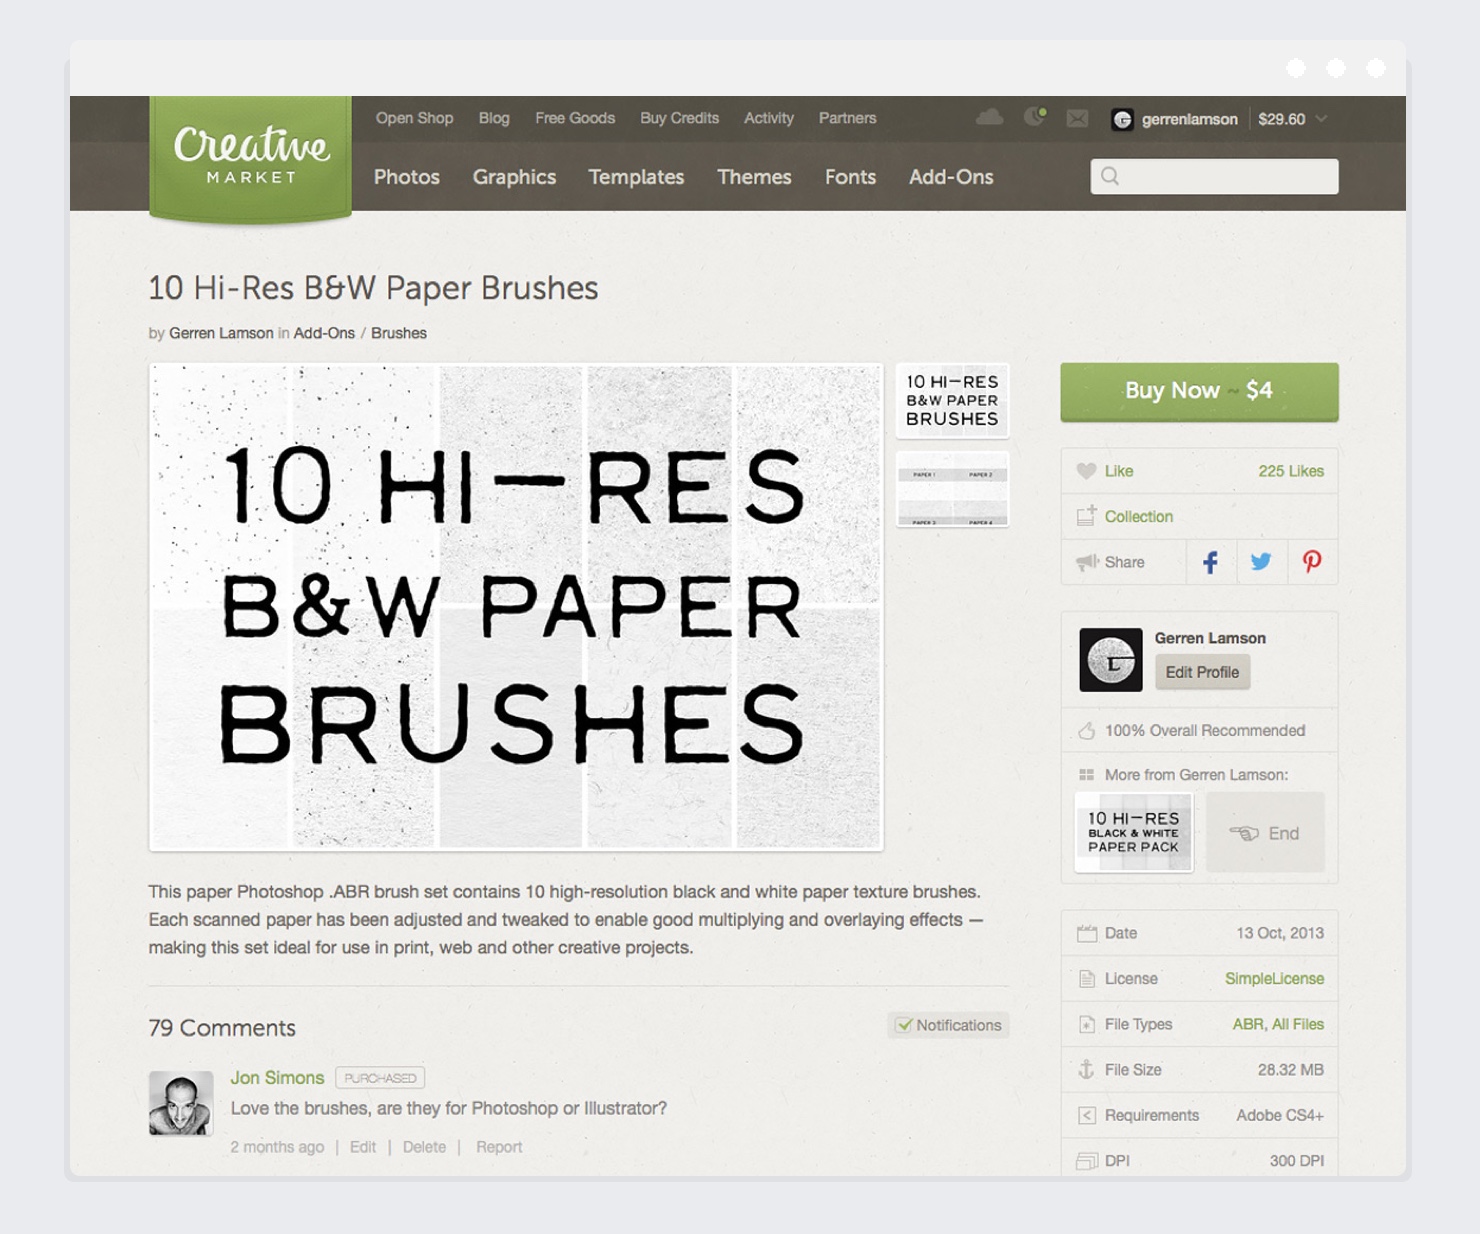 Creative
MARKET
Open Shop Blog Free Goods Buy Credits Activity Partners
gerrenlamson $29.60
Photos Graphics Templates Themes Fonts Add-Ons
10 Hi-Res B&W Paper Brushes
by Gerren Lamson in Add-Ons / Brushes
10 HI—RES
B&W PAPER
BRUSHES
10 HI—RES
B&W PAPER
BRUSHES
PAPER 1 PAPER 2
PAPER 3 PAPER 4
Buy Now ~ $4
Like 225 Likes
Collection
Share
Gerren Lamson
Edit Profile
100% Overall Recommended
More from Gerren Lamson:
10 HI—RES
BLACK & WHITE
PAPER PACK
End
This paper Photoshop .ABR brush set contains 10 high-resolution black and white paper texture brushes.
Each scanned paper has been adjusted and tweaked to enable good multiplying and overlaying effects —
making this set ideal for use in print, web and other creative projects.
Date 13 Oct, 2013
License SimpleLicense
File Types ABR, All Files
File Size 28.32 MB
Requirements Adobe CS4+
DPI 300 DPI
79 Comments
Notifications
Jon Simons PURCHASED
Love the brushes, are they for Photoshop or Illustrator?
2 months ago | Edit | Delete | Report